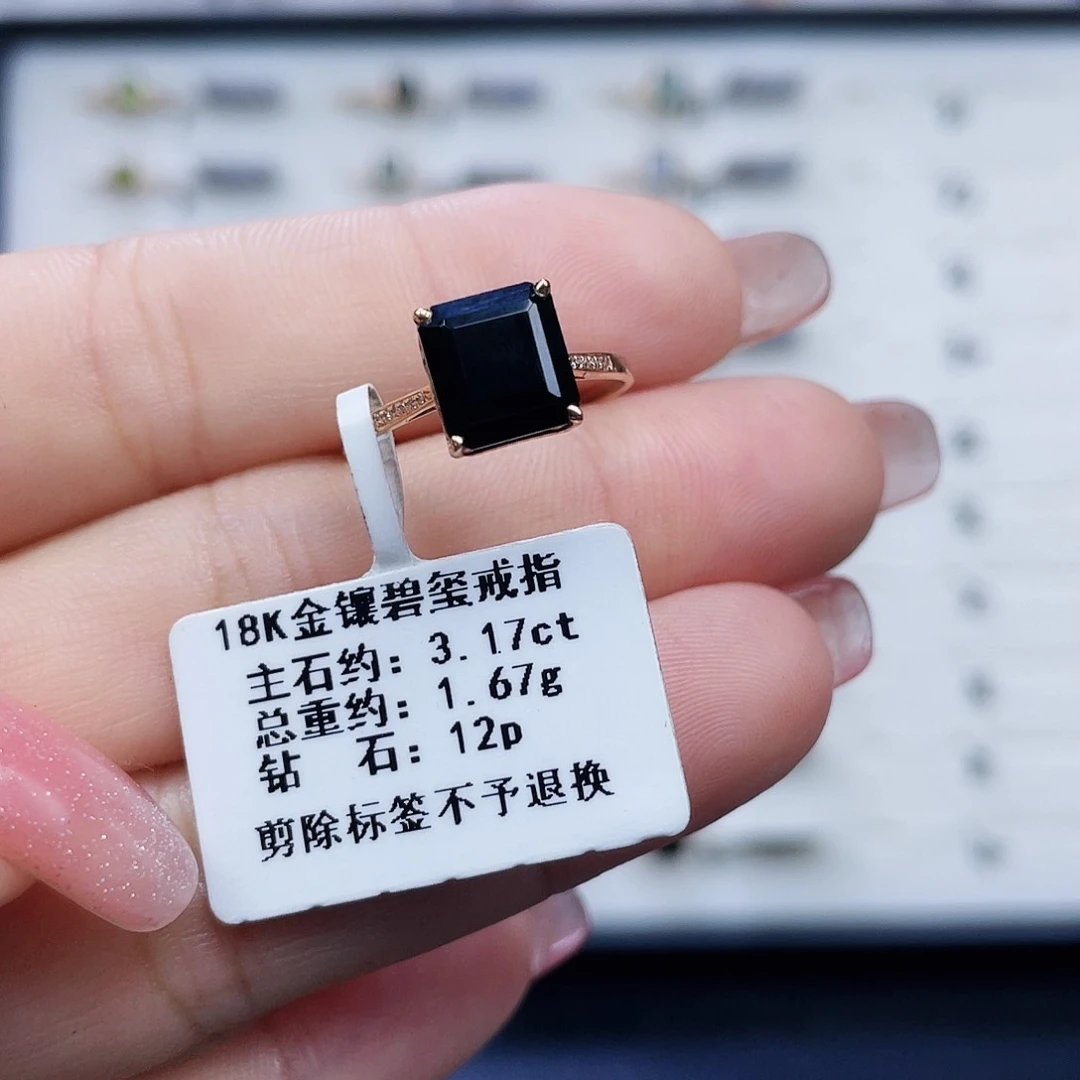 18K金镶碧玺戒指
主石约: 3.17ct
总重约: 1.67g
钻 石: 12p
剪除标签不予退换